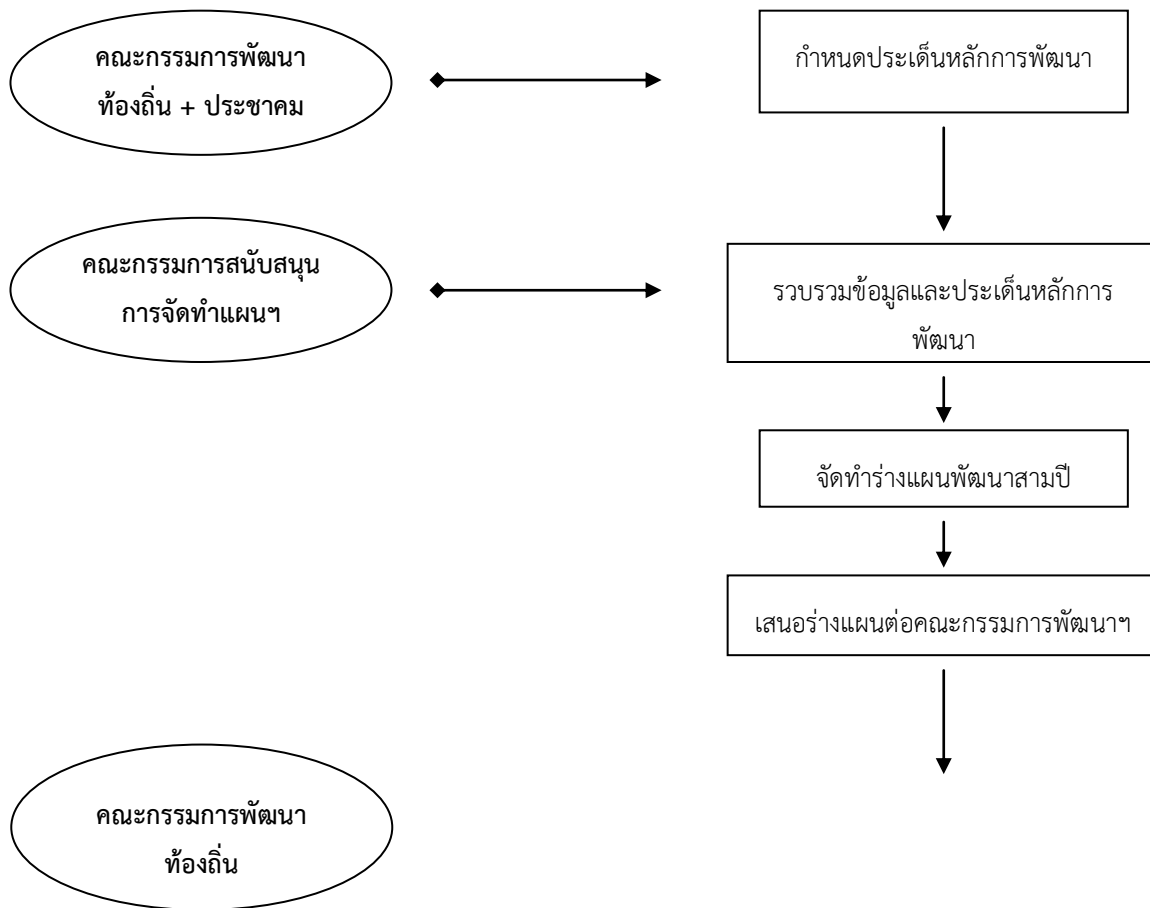 คณะกรรมการพัฒนา
ท้องถิ่น + ประชาคม
กำหนดประเด็นหลักการพัฒนา
คณะกรรมการสนับสนุน
การจัดทำแผนฯ
รวบรวมข้อมูลและประเด็นหลักการ
พัฒนา
จัดทำร่างแผนพัฒนาสามปี
เสนอร่างแผนต่อคณะกรรมการพัฒนาฯ
คณะกรรมการพัฒนา
ท้องถิ่น